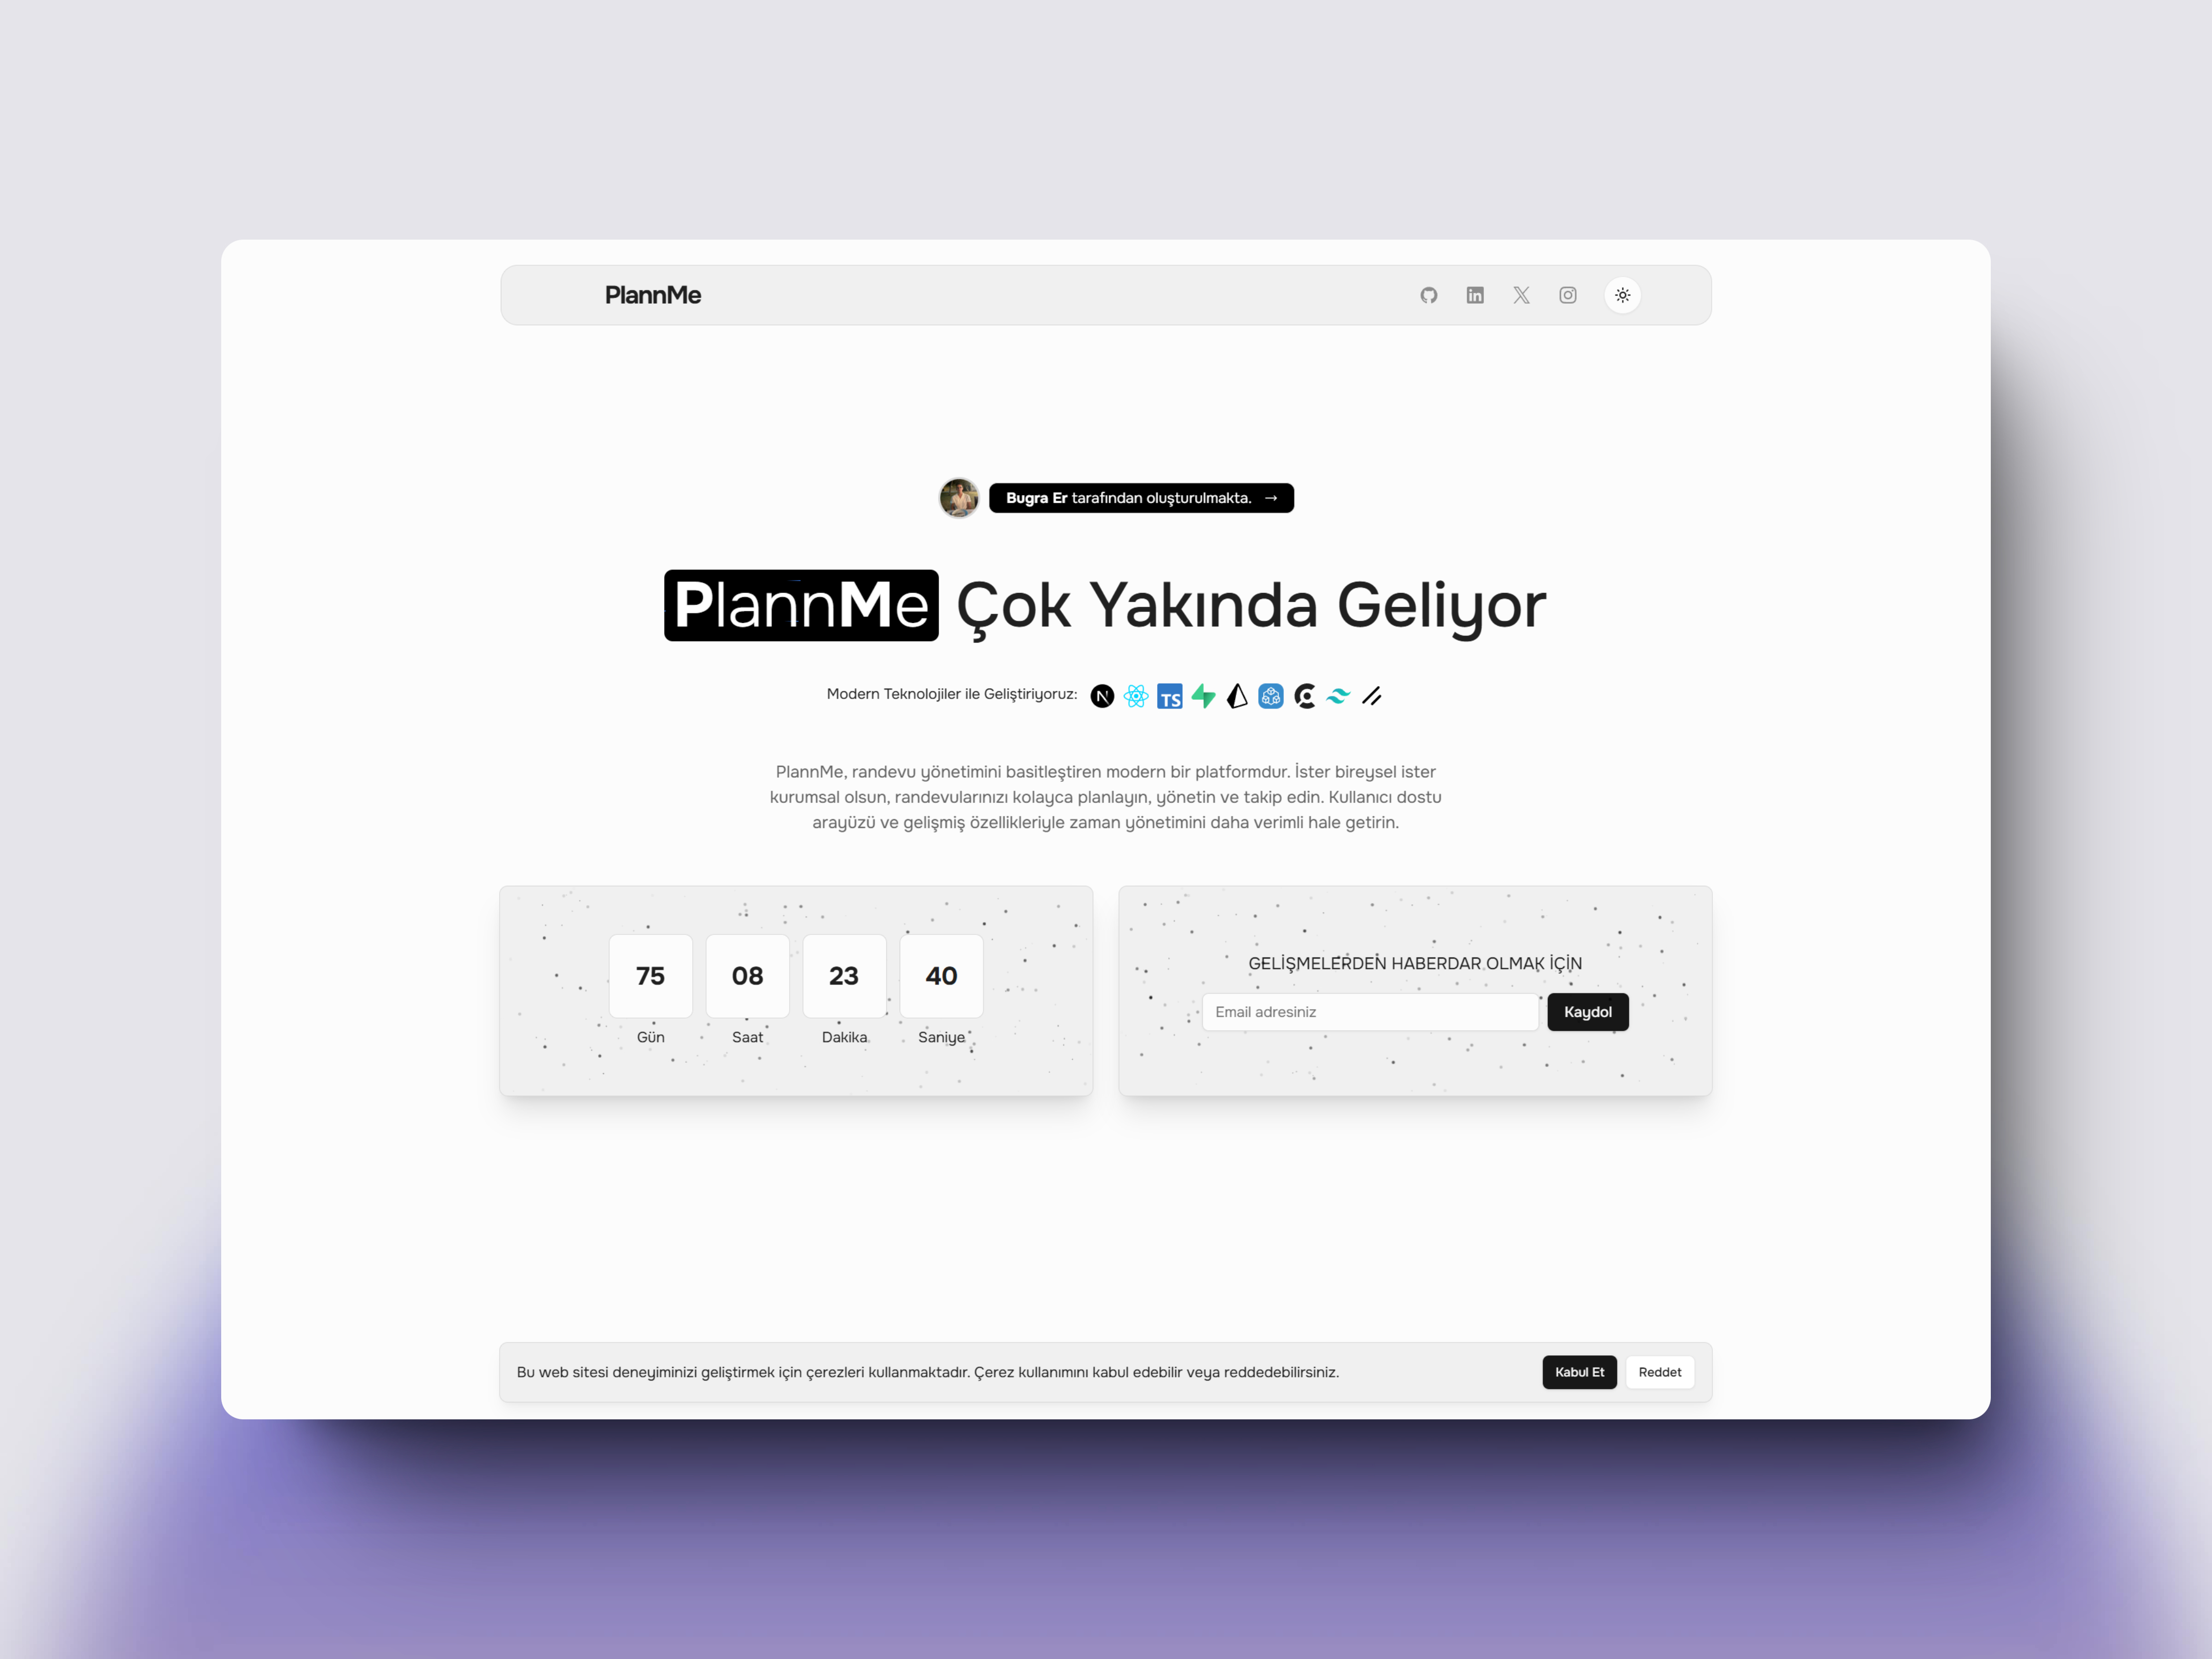 PlannMe
Bugra Er tarafından oluşturulmakta. →
PlannMe Çok Yakında Geliyor
Modern Teknolojiler ile Geliştiriyoruz: N TS
PlannMe, randevu yönetimini basitleştiren modern bir platformdur. İster bireysel ister
kurumsal olsun, randevularınızı kolayca planlayın, yönetin ve takip edin. Kullanıcı dostu
arayüzü ve gelişmiş özellikleriyle zaman yönetimini daha verimli hale getirin.
75 08 23 40
Gün Saat Dakika Saniye
GELİŞMELERDEN HABERDAR OLMAK İÇİN
Email adresiniz Kaydol
Bu web sitesi deneyiminizi geliştirmek için çerezleri kullanmaktadır. Çerez kullanımını kabul edebilir veya reddedebilirsiniz. Kabul Et Reddet